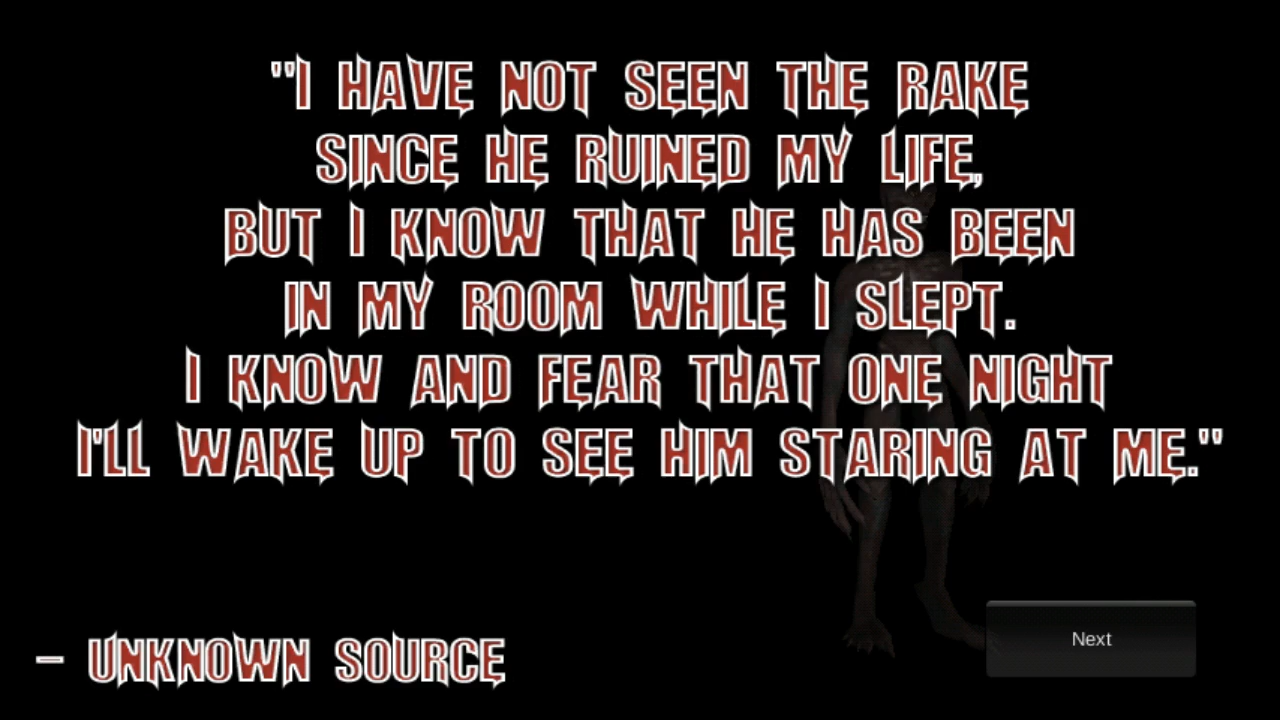 "I HAVE NOT SEEN THE RAKE
SINCE HE RUINED MY LIFE,
BUT I KNOW THAT HE HAS BEEN
IN MY ROOM WHILE I SLEPT.
I KNOW AND FEAR THAT ONE NIGHT
I'LL WAKE UP TO SEE HIM STARING AT ME."
- UNKNOWN SOURCE
Next